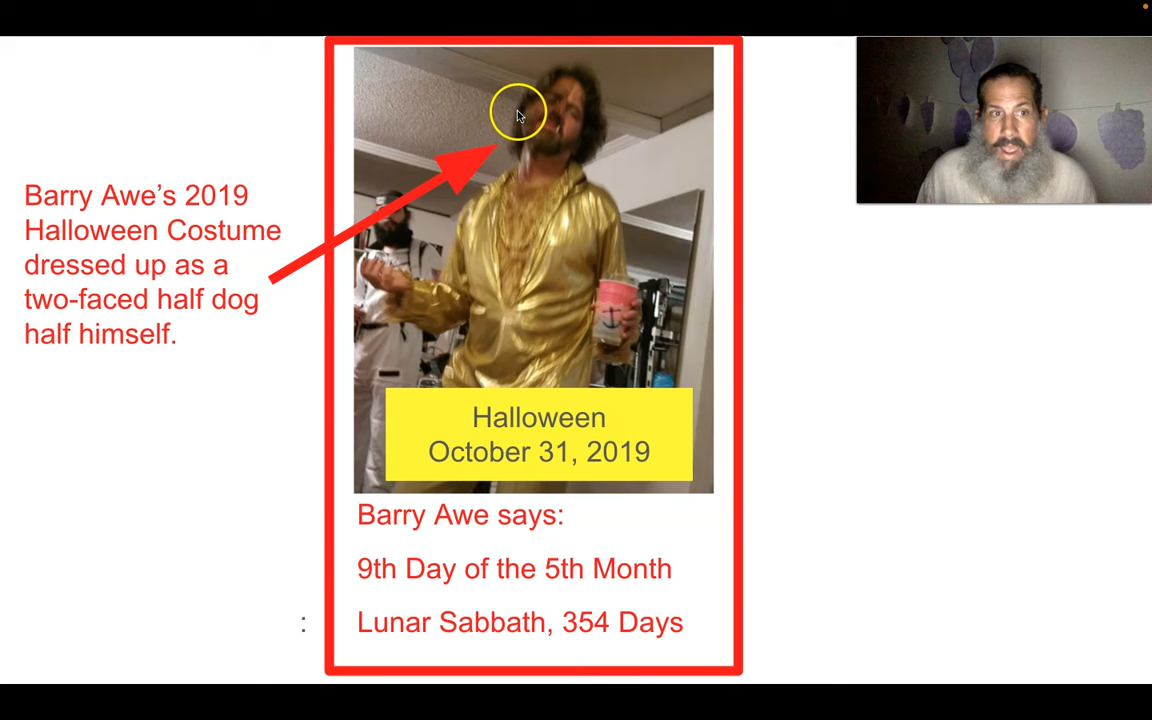 Barry Awe’s 2019
Halloween Costume
dressed up as a
two-faced half dog
half himself.
Halloween
October 31, 2019
Barry Awe says:
9th Day of the 5th Month
: Lunar Sabbath, 354 Days